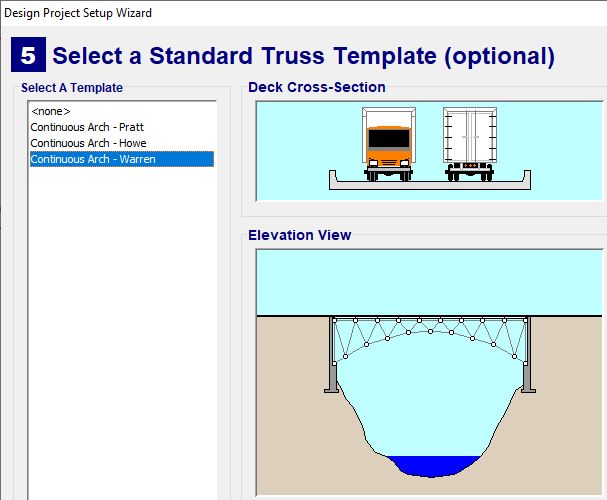 Design Project Setup Wizard
5 Select a Standard Truss Template (optional)
Select A Template
<none>
Continuous Arch - Pratt
Continuous Arch - Howe
Continuous Arch - Warren
Deck Cross-Section
Elevation View